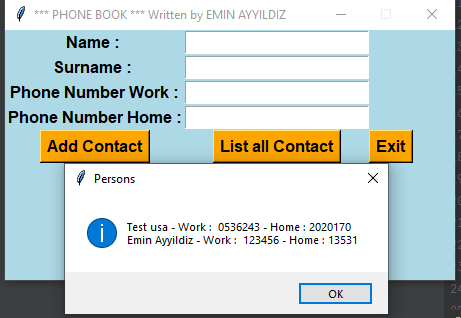 *** PHONE BOOK *** Written by EMIN AYYILDIZ
Name :
Surname :
Phone Number Work :
Phone Number Home :
Add Contact List all Contact Exit
Persons
Test usa - Work :  0536243 - Home : 2020170
Emin Ayyildiz - Work :  123456 - Home : 13531
OK